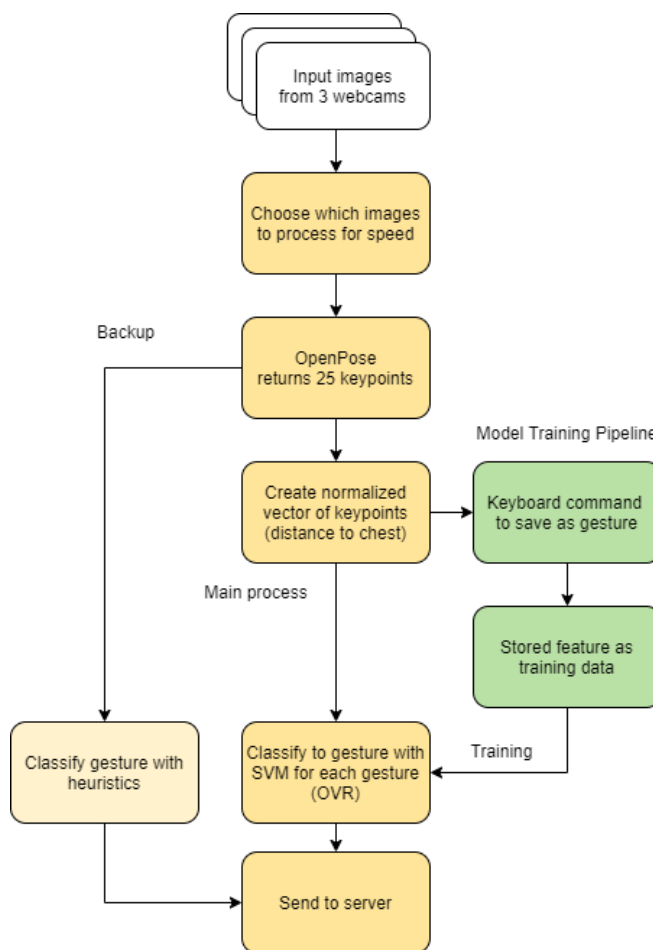 Input images
from 3 webcams
Choose which images
to process for speed
Backup
OpenPose
returns 25 keypoints
Model Training Pipeline
Create normalized
vector of keypoints
(distance to chest)
Keyboard command
to save as gesture
Main process
Stored feature as
training data
Classify gesture with
heuristics
Classify to gesture with
SVM for each gesture
(OVR)
Training
Send to server